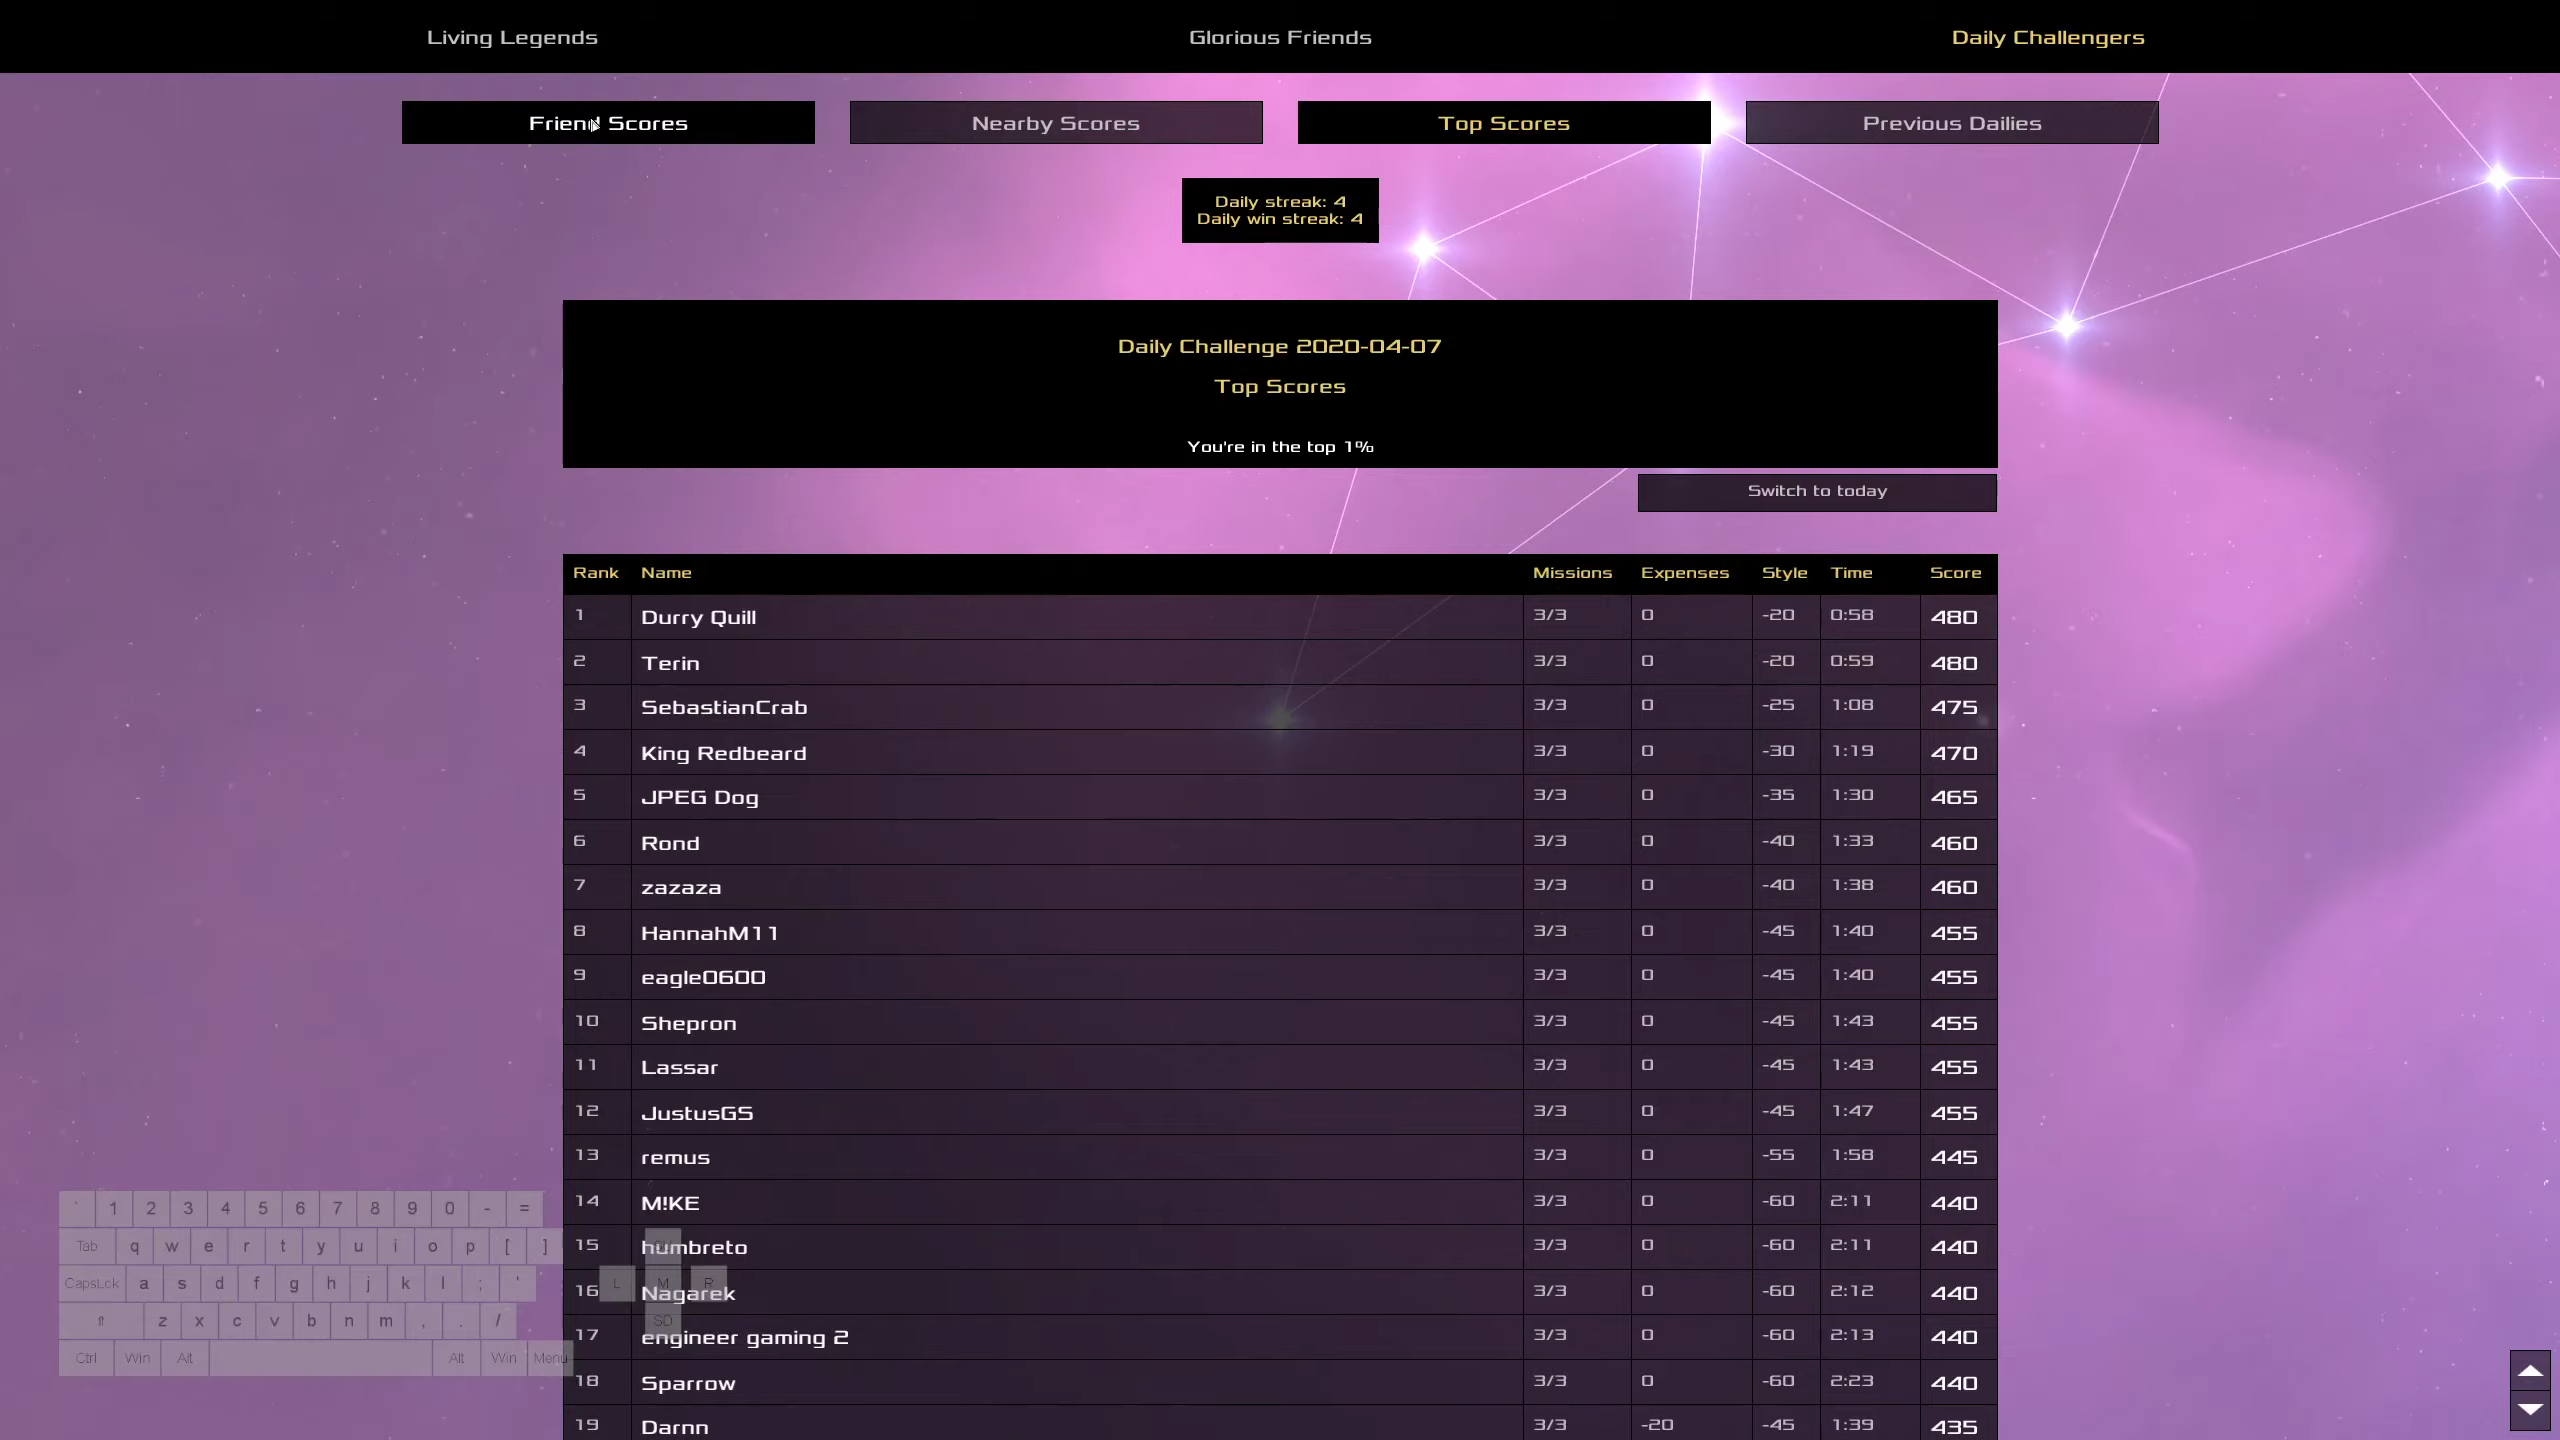 Living Legends Glorious Friends Daily Challengers
Friend Scores Nearby Scores Top Scores Previous Dailies
Daily streak: 4
Daily win streak: 4
Daily Challenge 2020-04-07
Top Scores
You're in the top 1%
Switch to today
Rank Name Missions Expenses Style Time Score
1 Durry Quill 3/3 0 -20 0:58 480
2 Terin 3/3 0 -20 0:59 480
3 SebastianCrab 3/3 0 -25 1:08 475
4 King Redbeard 3/3 0 -30 1:19 470
5 JPEG Dog 3/3 0 -35 1:30 465
6 Rond 3/3 0 -40 1:33 460
7 zazaza 3/3 0 -40 1:38 460
8 HannahM11 3/3 0 -45 1:40 455
9 eagle0600 3/3 0 -45 1:40 455
10 Shepron 3/3 0 -45 1:43 455
11 Lassar 3/3 0 -45 1:43 455
12 JustusGS 3/3 0 -45 1:47 455
13 remus 3/3 0 -55 1:58 445
14 M!KE 3/3 0 -60 2:11 440
15 humbreto 3/3 0 -60 2:11 440
16 Nagarek 3/3 0 -60 2:12 440
17 engineer gaming 2 3/3 0 -60 2:13 440
18 Sparrow 3/3 0 -60 2:23 440
19 Darnn 3/3 -20 -45 1:39 435
` 1 2 3 4 5 6 7 8 9 0 - =
Tab q w e r t y u i o p [ ]
CapsLck a s d f g h j k l ; ' L M R
⇑ z x c v b n m , . / SD
Ctrl Win Alt Alt Win Menu